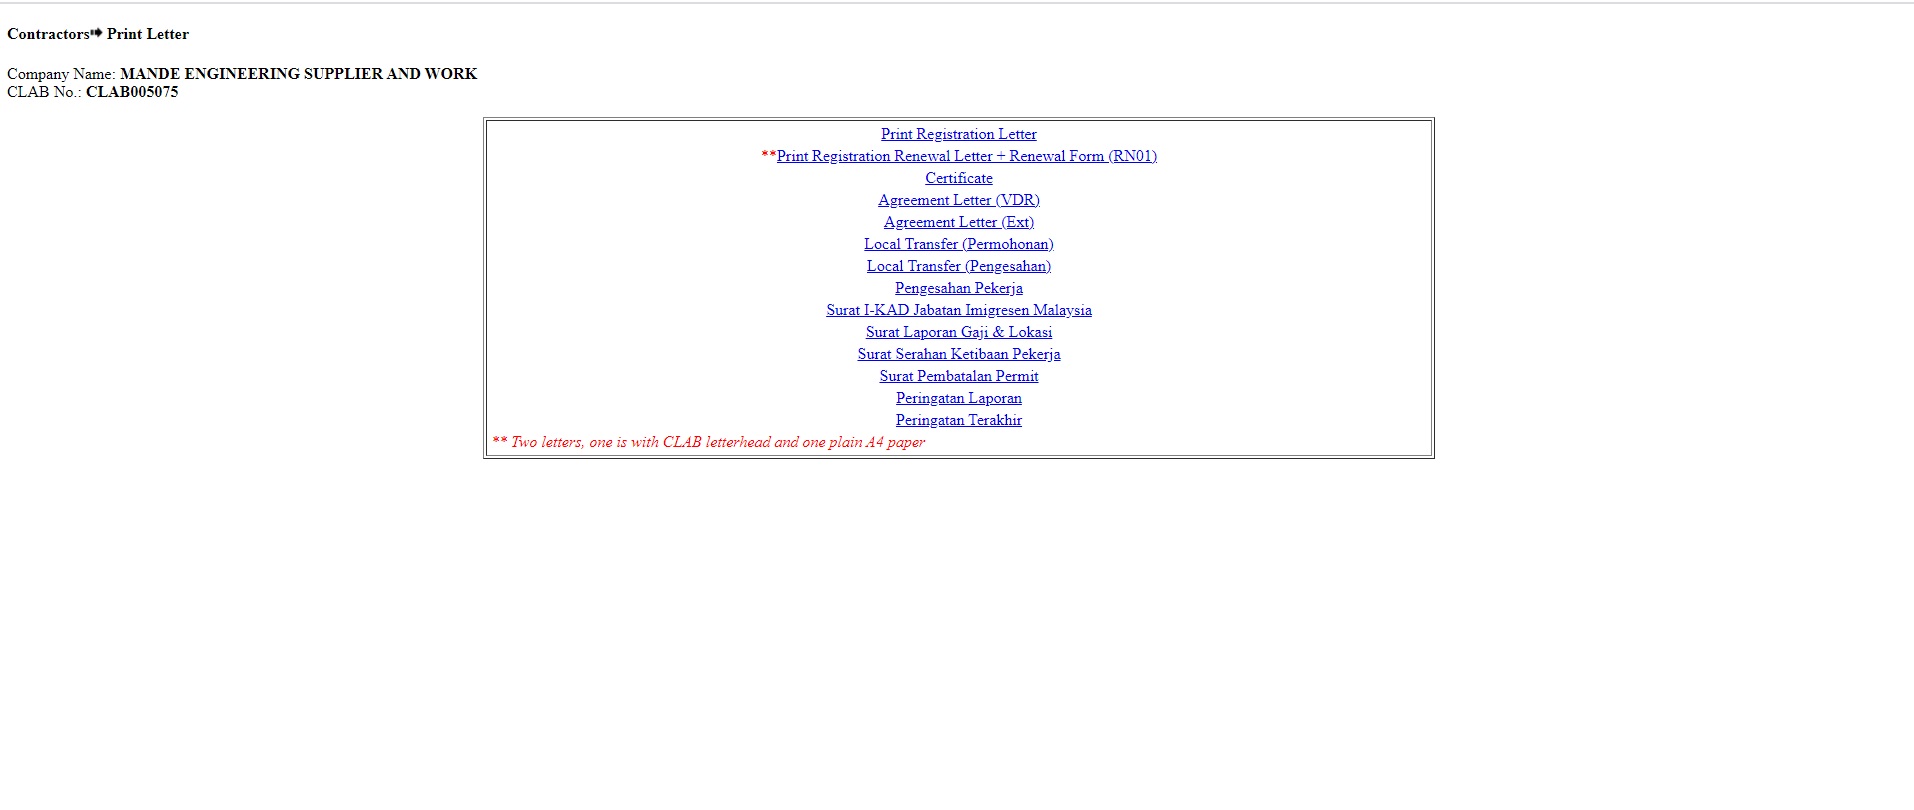 Contractors➠ Print Letter
Company Name: MANDE ENGINEERING SUPPLIER AND WORK
CLAB No.: CLAB005075
Print Registration Letter
**Print Registration Renewal Letter + Renewal Form (RN01)
Certificate
Agreement Letter (VDR)
Agreement Letter (Ext)
Local Transfer (Permohonan)
Local Transfer (Pengesahan)
Pengesahan Pekerja
Surat I-KAD Jabatan Imigresen Malaysia
Surat Laporan Gaji & Lokasi
Surat Serahan Ketibaan Pekerja
Surat Pembatalan Permit
Peringatan Laporan
Peringatan Terakhir
** Two letters, one is with CLAB letterhead and one plain A4 paper